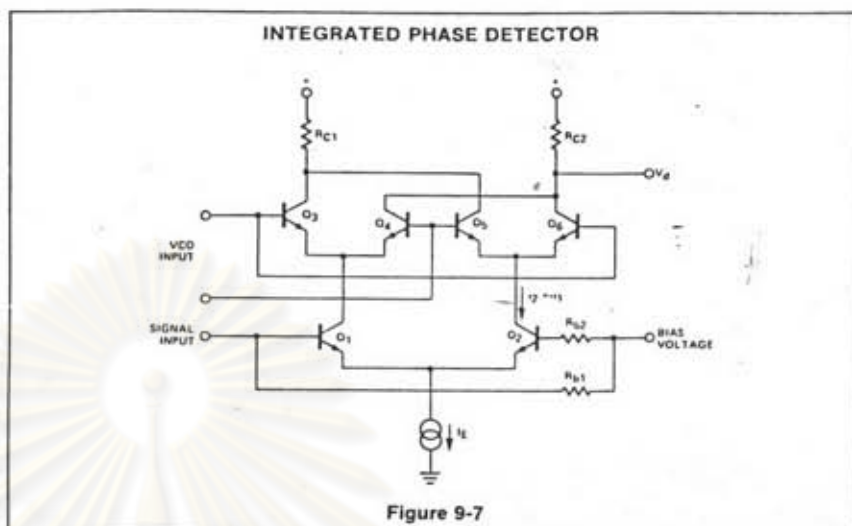 INTEGRATED PHASE DETECTOR
+
+
RC1
RC2
Vd
Q3
Q4
Q5
Q6
VCO
INPUT
SIGNAL
INPUT
Q1
Q2
Rb2
BIAS
VOLTAGE
Rb1
IE
Figure 9-7